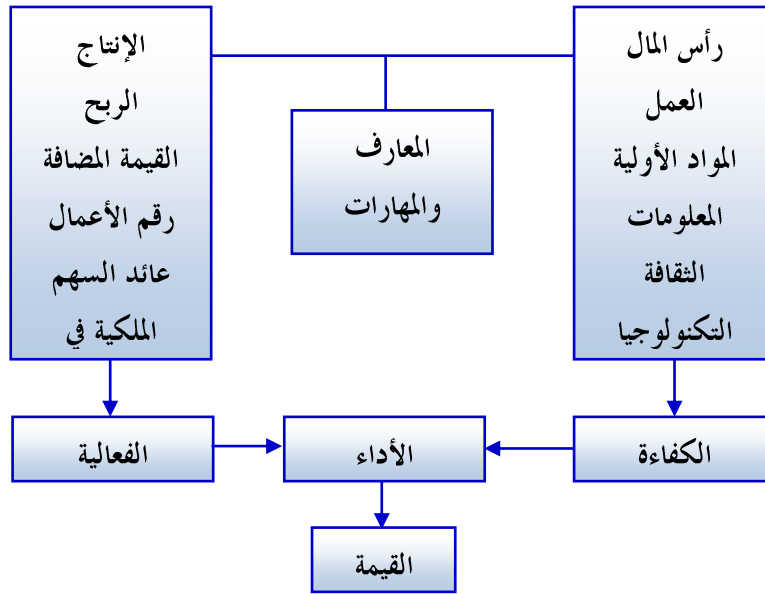 رأس المال
العمل
المواد الأولية
المعلومات
الثقافة
التكنولوجيا
المعارف
والمهارات
الإنتاج
الربح
القيمة المضافة
رقم الأعمال
عائد السهم
الملكية في
الكفاءة
الأداء
الفعالية
القيمة